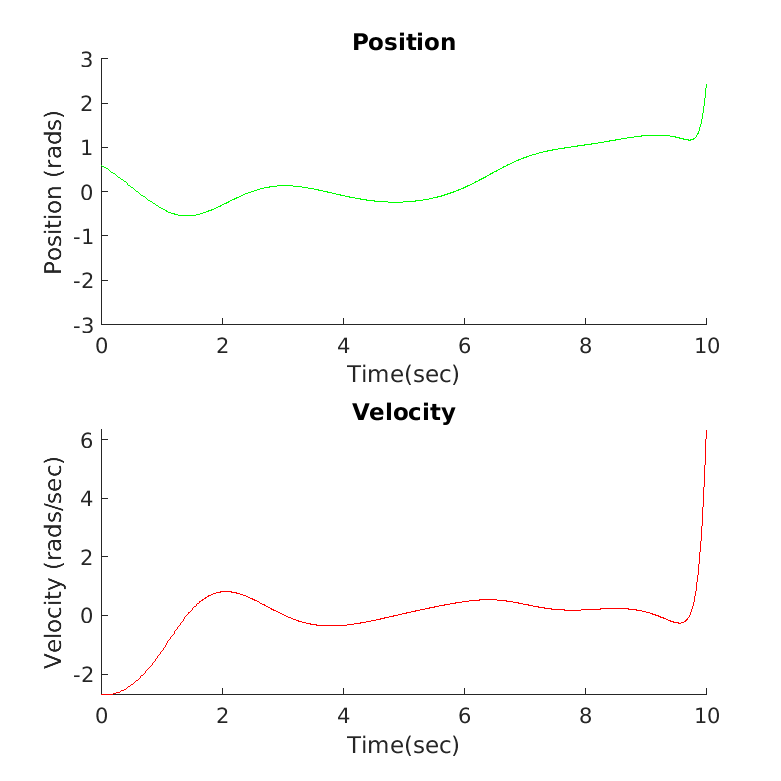 Position
Position (rads)
3
2
1
0
-1
-2
-3
0 2 4 6 8 10
Time(sec)
Velocity
Velocity (rads/sec)
6
4
2
0
-2
0 2 4 6 8 10
Time(sec)